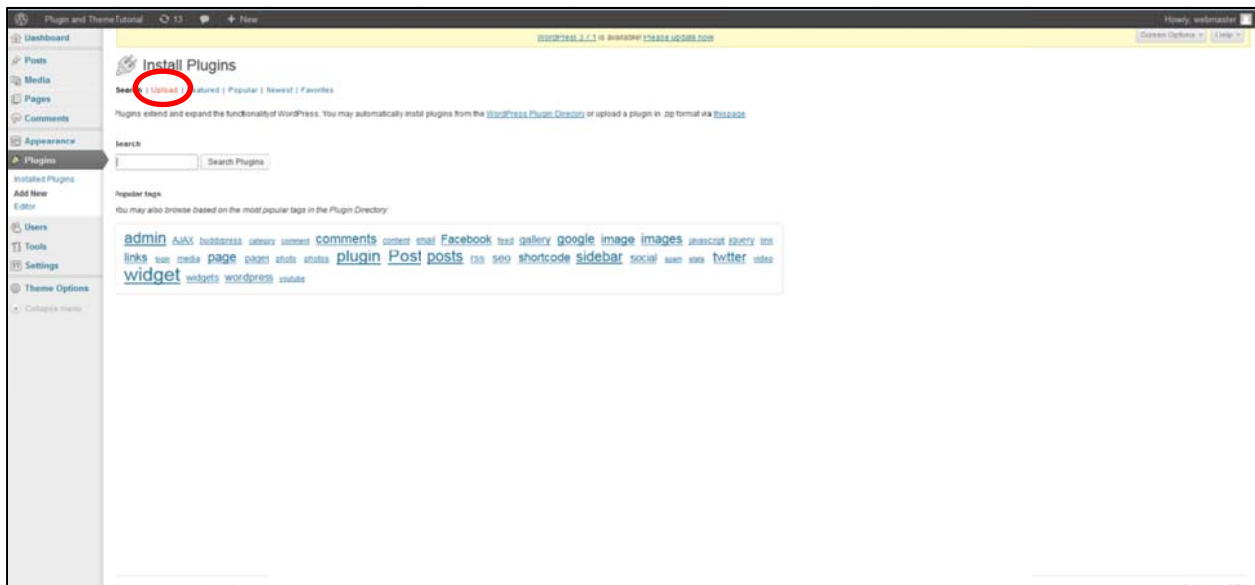 Plugin and Theme Tutorial 13 + New Howdy, webmaster
Dashboard
WordPress 3.7.1 is available! Please update now.
Screen Options Help
Posts
Media
Pages
Comments
Appearance
Plugins
Installed Plugins
Add New
Editor
Users
Tools
Settings
Theme Options
Collapse menu
Install Plugins
Search | Upload | Featured | Popular | Newest | Favorites
Plugins extend and expand the functionality of WordPress. You may automatically install plugins from the WordPress Plugin Directory or upload a plugin in .zip format via this page.
Search
Search Plugins
Popular tags
You may also browse based on the most popular tags in the Plugin Directory:
admin AJAX buddypress category comment comments content email Facebook feed gallery google image images javascript jquery link
links login media page pages photo photos plugin Post posts rss seo shortcode sidebar social spam stats twitter video
widget widgets wordpress youtube